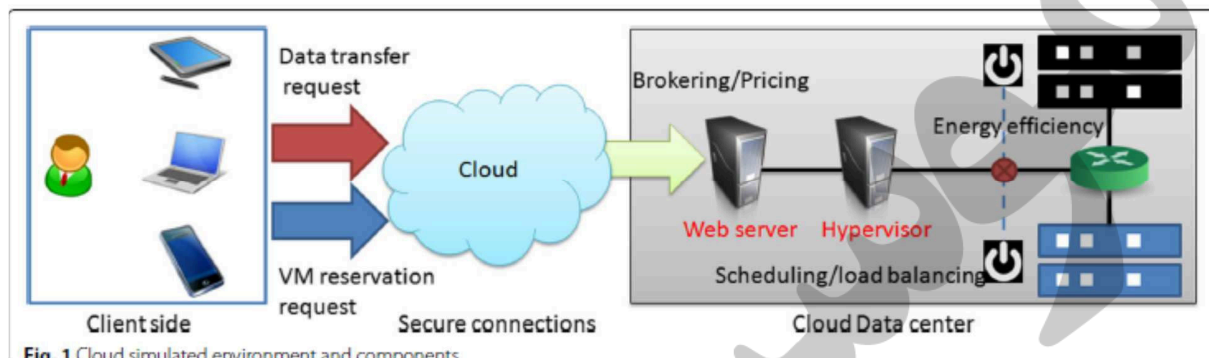 Data transfer
request
Brokering/Pricing
Energy efficiency
Cloud
Web server
Hypervisor
VM reservation
request
Scheduling/load balancing
Client side
Secure connections
Cloud Data center
Fig. 1 Cloud simulated environment and components